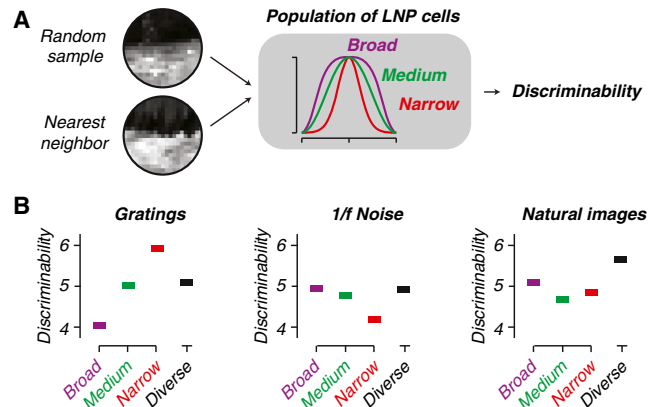 A
Random
sample
Nearest
neighbor
Population of LNP cells
Broad
Medium
Narrow
Discriminability
B
Gratings
Discriminability
6
5
4
Broad
Medium
Narrow
Diverse
1/f Noise
Discriminability
6
5
4
Broad
Medium
Narrow
Diverse
Natural images
Discriminability
6
5
4
Broad
Medium
Narrow
Diverse